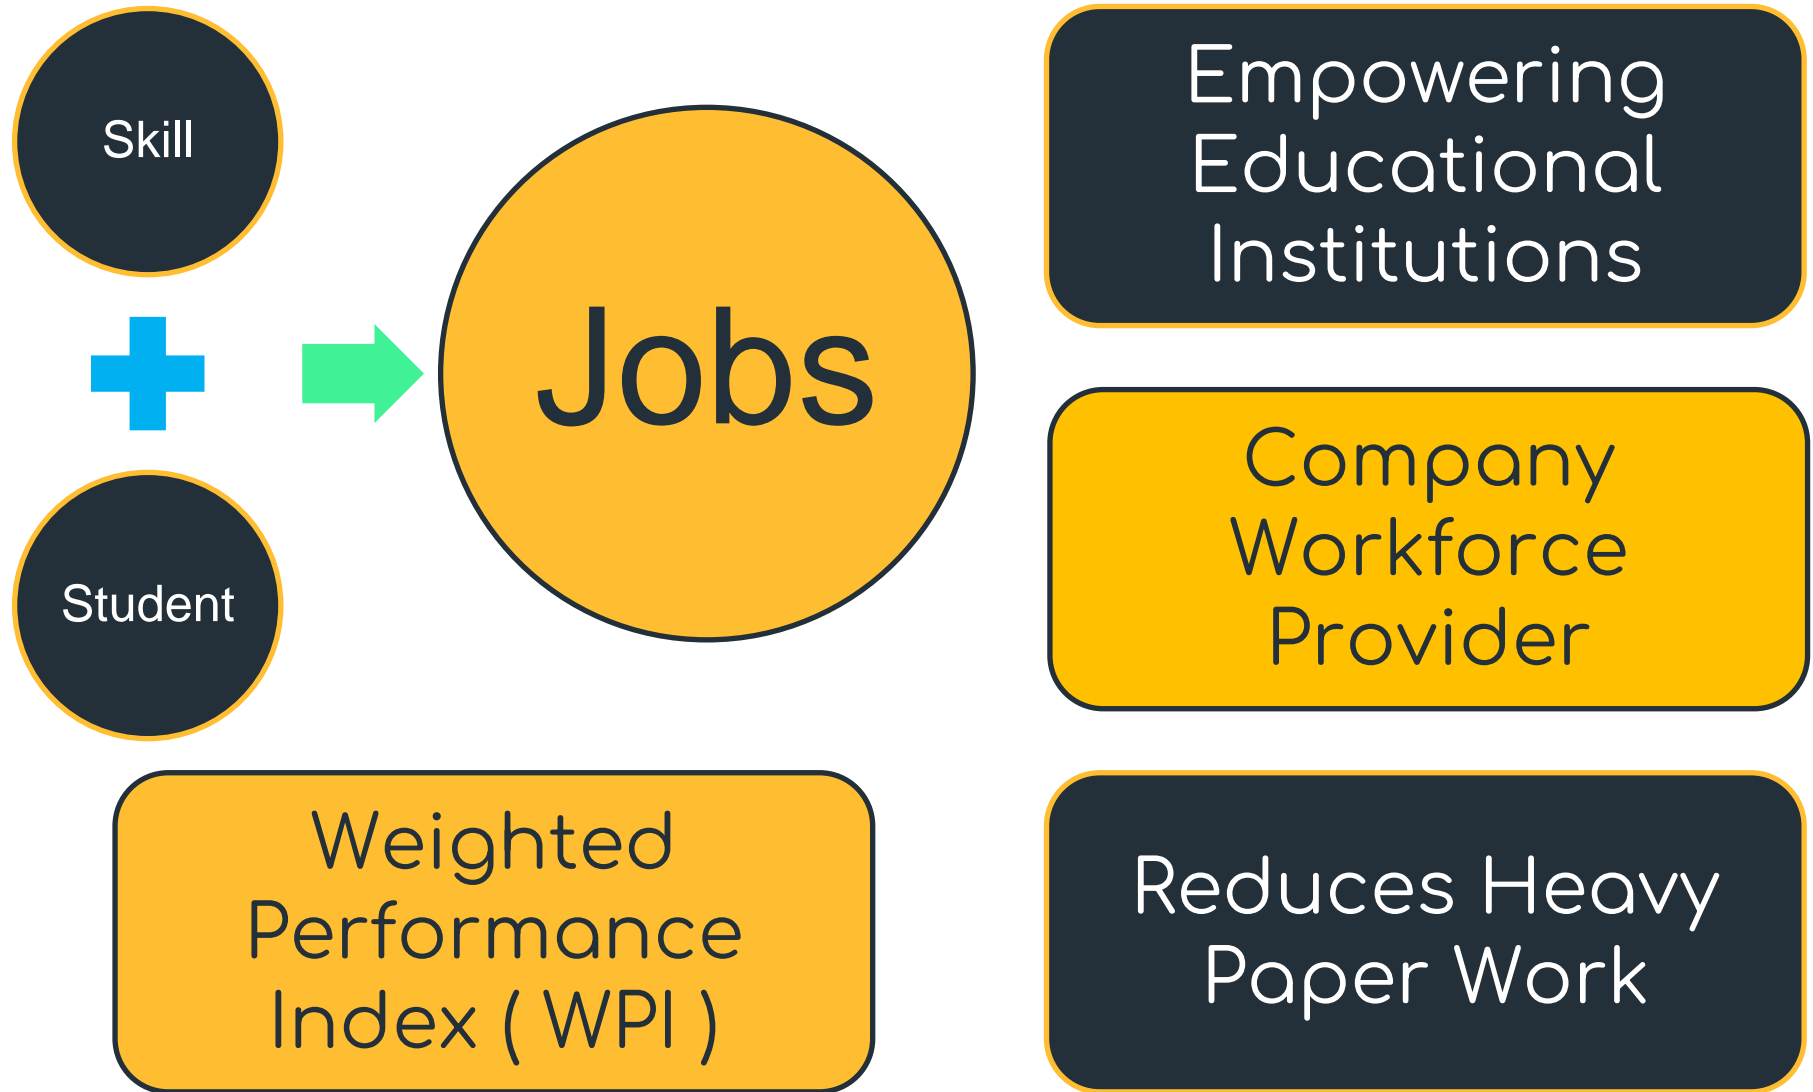 Skill
Student
Jobs
Empowering
Educational
Institutions
Company
Workforce
Provider
Weighted
Performance
Index ( WPI )
Reduces Heavy
Paper Work